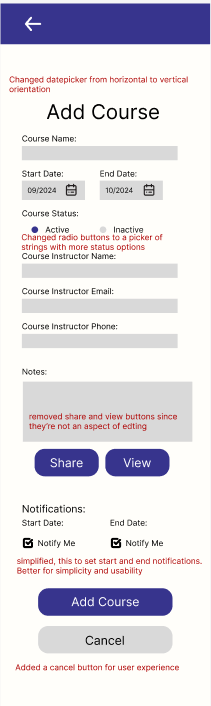 Changed datepicker from horizontal to vertical
orientation
Add Course
Course Name:
Start Date: End Date:
09/2024 10/2024
Course Status:
Active Inactive
Changed radio buttons to a picker of
strings with more status options
Course Instructor Name:
Course Instructor Email:
Course Instructor Phone:
Notes:
removed share and view buttons since
they're not an aspect of edting
Share View
Notifications:
Start Date: End Date:
Notify Me Notify Me
simplified, this to set start and end notifications.
Better for simplicity and usability
Add Course
Cancel
Added a cancel button for user experience